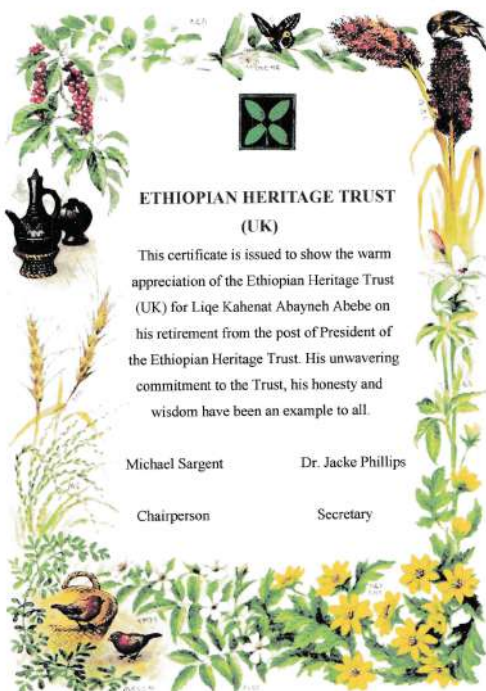 ETHIOPIAN HERITAGE TRUST
(UK)
This certificate is issued to show the warm
appreciation of the Ethiopian Heritage Trust
(UK) for Liqe Kahenat Abayneh Abebe on
his retirement from the post of President of
the Ethiopian Heritage Trust. His unwavering
commitment to the Trust, his honesty and
wisdom have been an example to all.
Michael Sargent Dr. Jacke Phillips
Chairperson Secretary